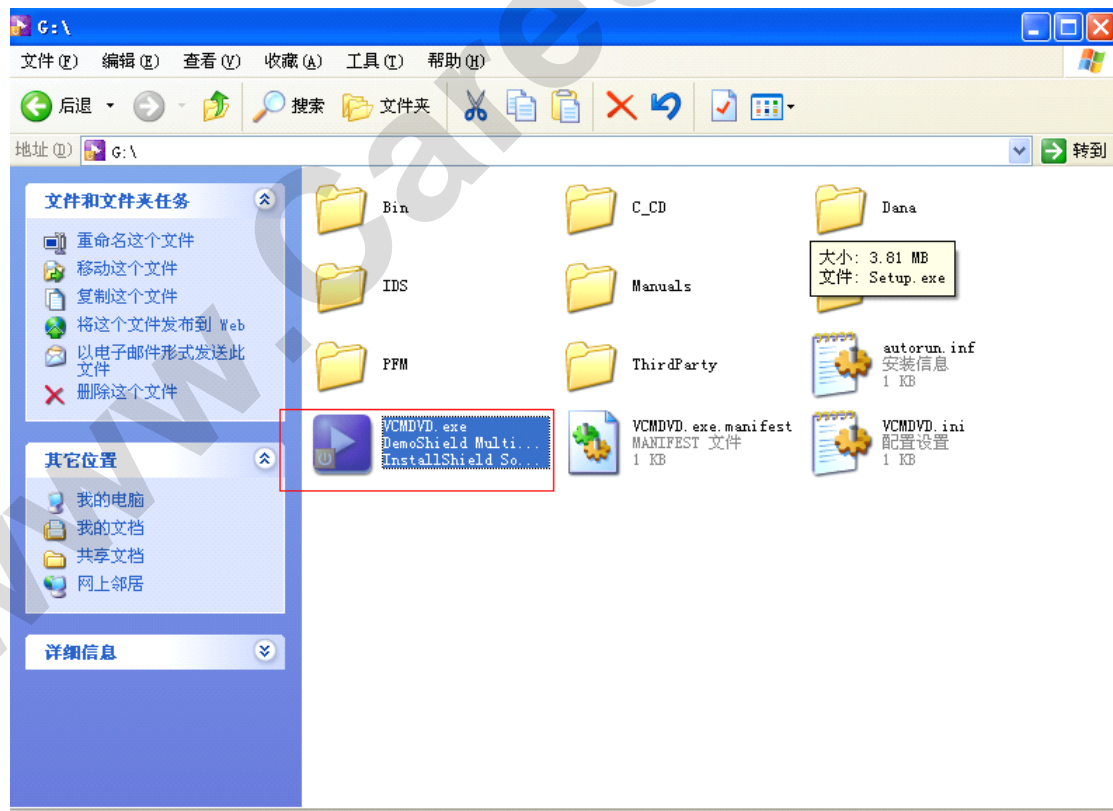 G:\
文件(F) 编辑(E) 查看(V) 收藏(A) 工具(T) 帮助(H)
后退 搜索 文件夹
地址(D) G:\ 转到
文件和文件夹任务
重命名这个文件
移动这个文件
复制这个文件
将这个文件发布到 Web
以电子邮件形式发送此
文件
删除这个文件
其它位置
我的电脑
我的文档
共享文档
网上邻居
详细信息
Bin
C_CD
Dana
大小: 3.81 MB
文件: Setup.exe
IDS
Manuals
PFM
ThirdParty
autorun.inf
安装信息
1 KB
VCMDVD.exe
DemoShield Multi...
InstallShield So...
VCMDVD.exe.manifest
MANIFEST 文件
1 KB
VCMDVD.ini
配置设置
1 KB
www.Care